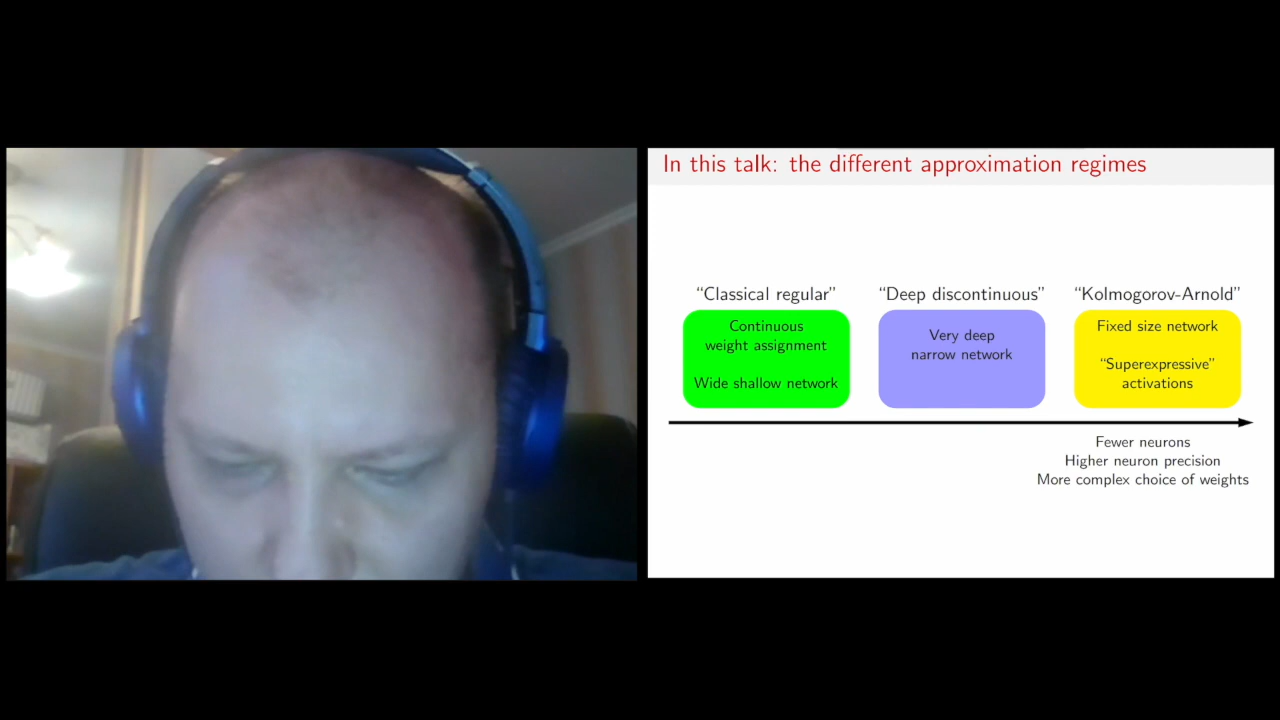 In this talk: the different approximation regimes
“Classical regular”
Continuous
weight assignment
Wide shallow network
“Deep discontinuous”
Very deep
narrow network
“Kolmogorov-Arnold”
Fixed size network
“Superexpressive”
activations
Fewer neurons
Higher neuron precision
More complex choice of weights